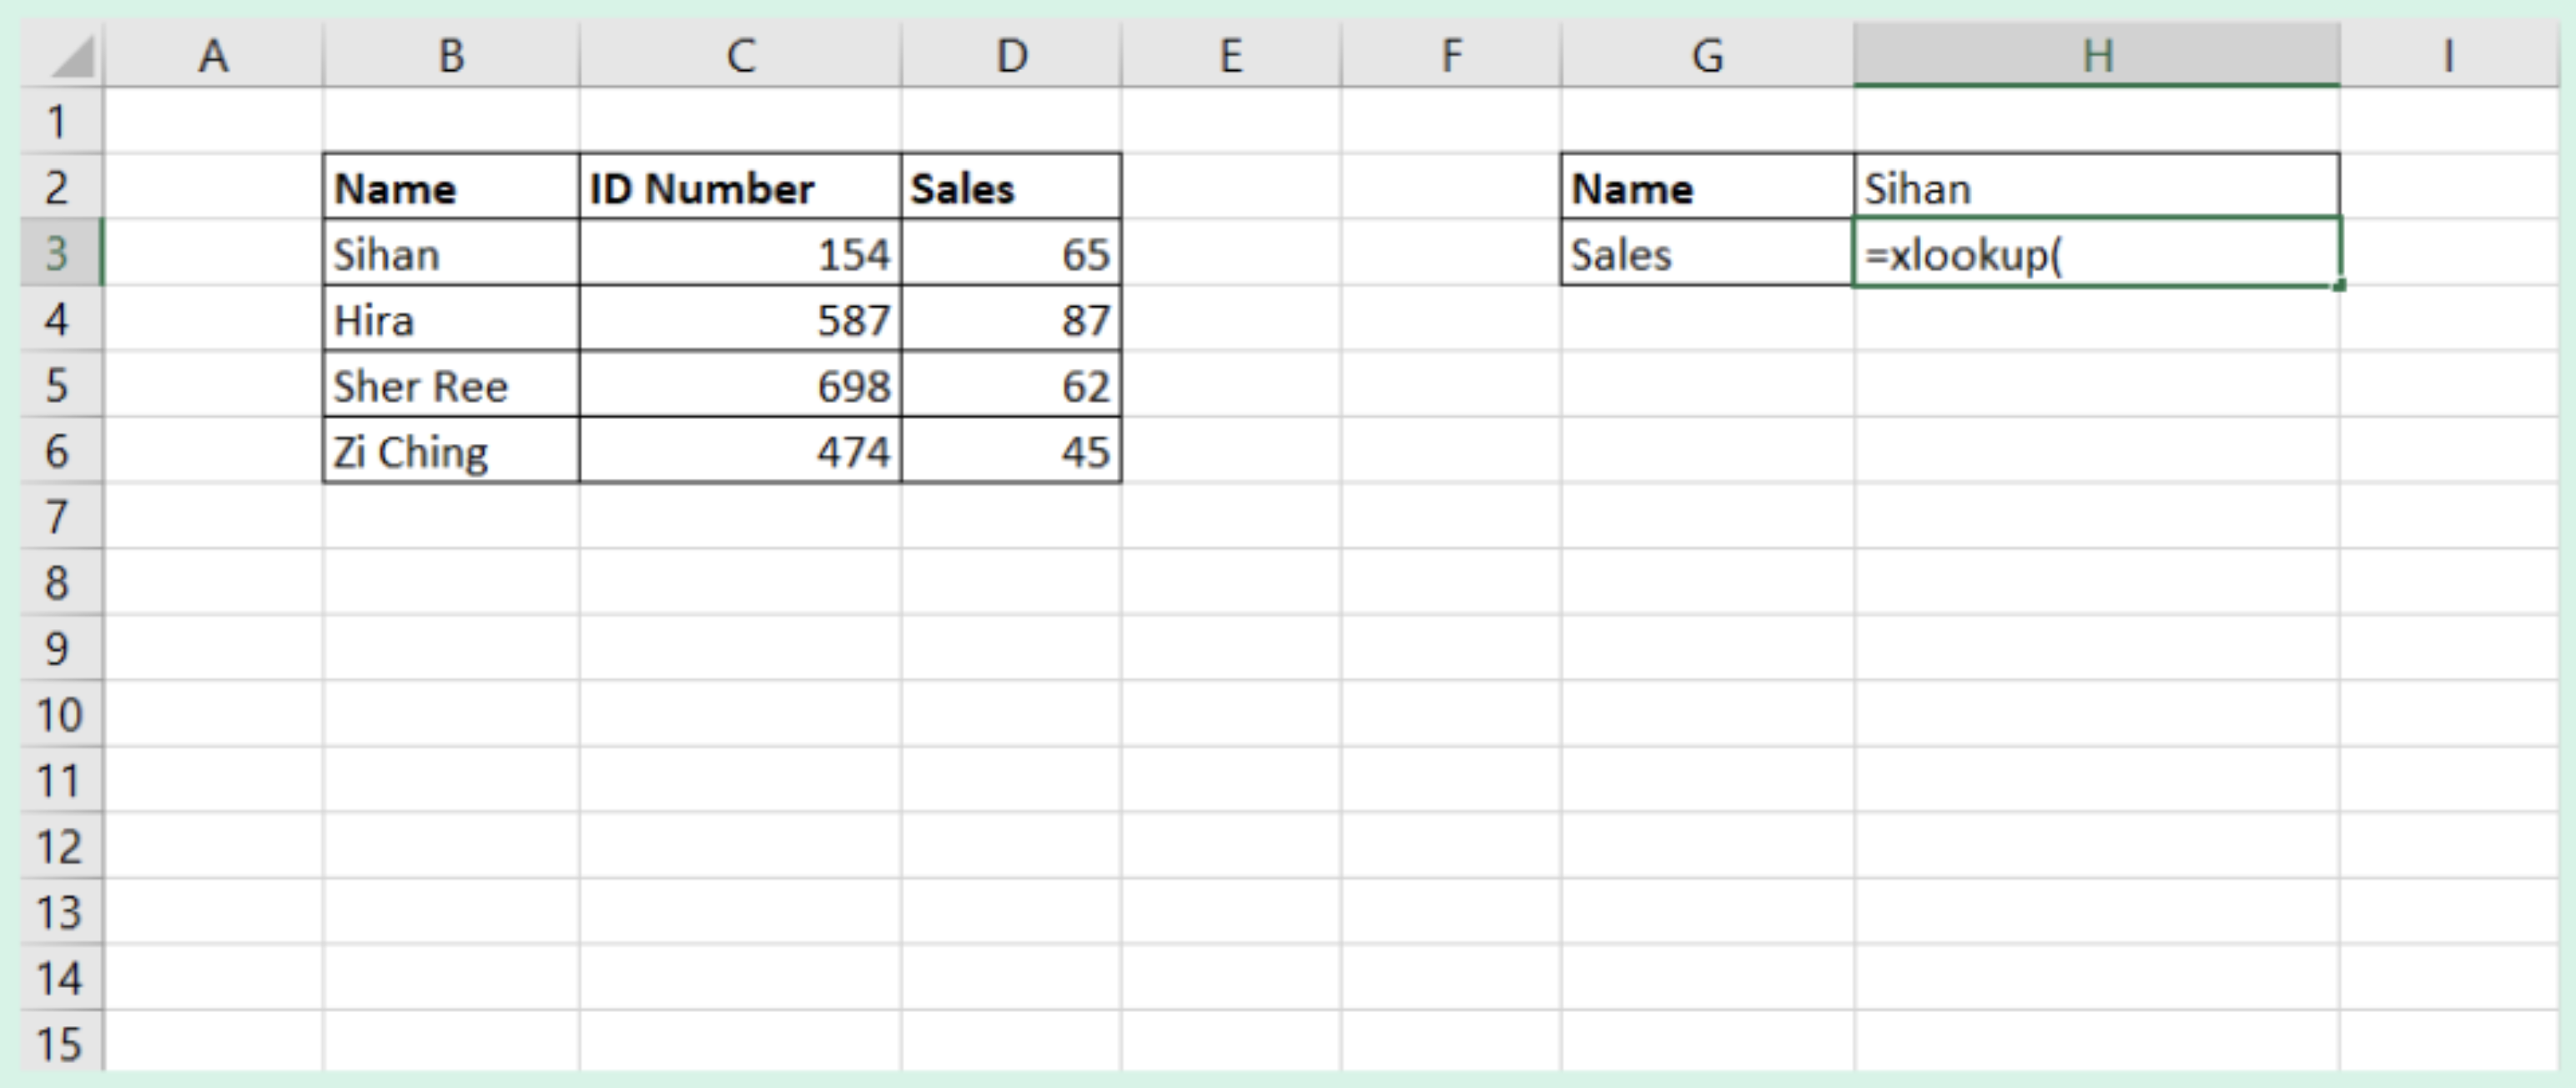 A B C D E F G H I
1
2 Name ID Number Sales Name Sihan
3 Sihan 154 65 Sales =xlookup(
4 Hira 587 87
5 Sher Ree 698 62
6 Zi Ching 474 45
7
8
9
10
11
12
13
14
15